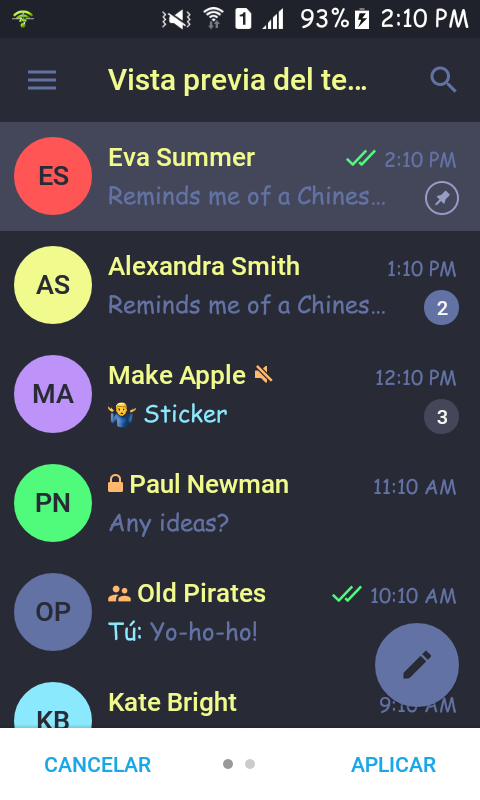 1 93% 2:10 PM
Vista previa del te...
ES Eva Summer 2:10 PM
Reminds me of a Chines...
AS Alexandra Smith 1:10 PM
Reminds me of a Chines... 2
MA Make Apple 12:10 PM
🤷‍♂️ Sticker 3
PN Paul Newman 11:10 AM
Any ideas?
OP Old Pirates 10:10 AM
Tú: Yo-ho-ho!
KB Kate Bright 9:10 AM
CANCELAR APLICAR